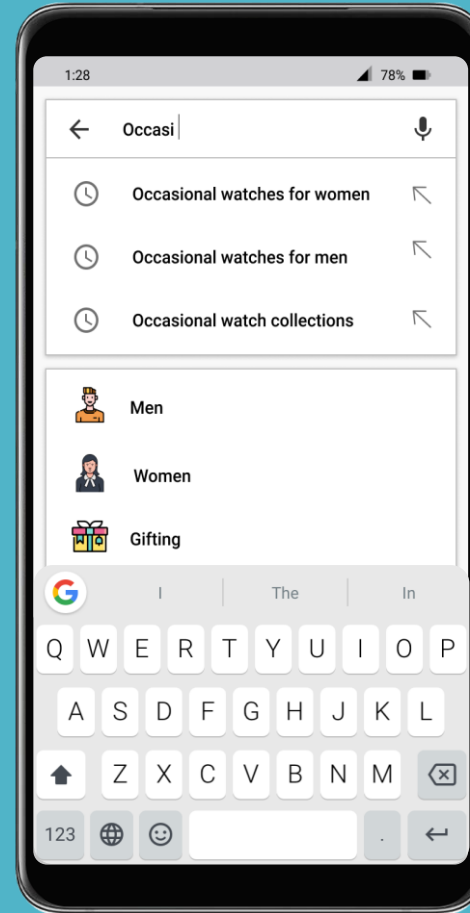 1:28 78%
Occasi
Occasional watches for women
Occasional watches for men
Occasional watch collections
Men
Women
Gifting
G I The In
Q W E R T Y U I O P
A S D F G H J K L
Z X C V B N M
123 .